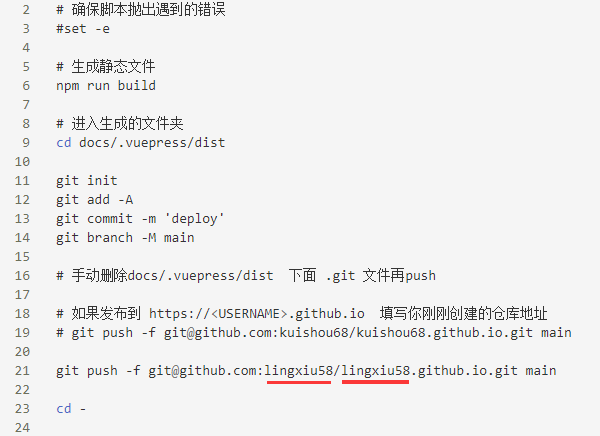 2 # 确保脚本抛出遇到的错误
3 #set -e
4
5 # 生成静态文件
6 npm run build
7
8 # 进入生成的文件夹
9 cd docs/.vuepress/dist
10
11 git init
12 git add -A
13 git commit -m 'deploy'
14 git branch -M main
15
16 # 手动删除docs/.vuepress/dist 下面 .git 文件再push
17
18 # 如果发布到 https://<USERNAME>.github.io 填写你刚刚创建的仓库地址
19 # git push -f git@github.com:kuishou68/kuishou68.github.io.git main
20
21 git push -f git@github.com:lingxiu58/lingxiu58.github.io.git main
22
23 cd -
24